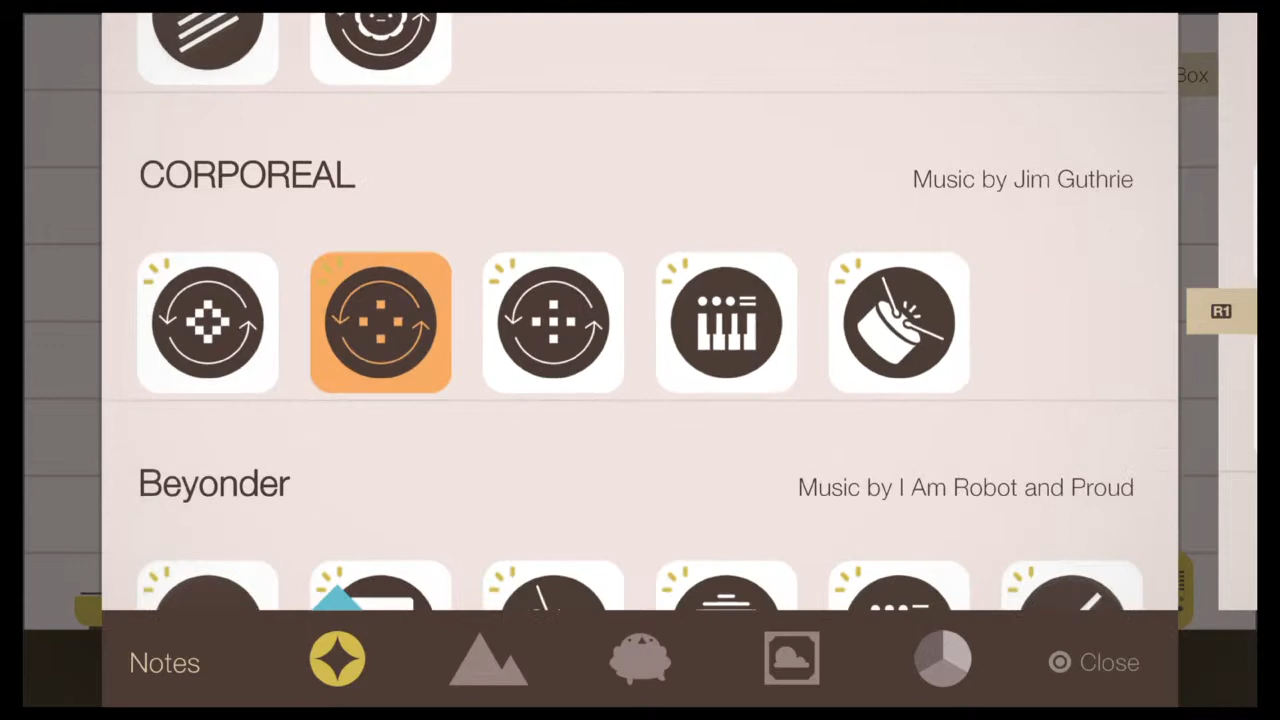 Box
CORPOREAL
Music by Jim Guthrie
R1
Beyonder
Music by I Am Robot and Proud
Notes
Close